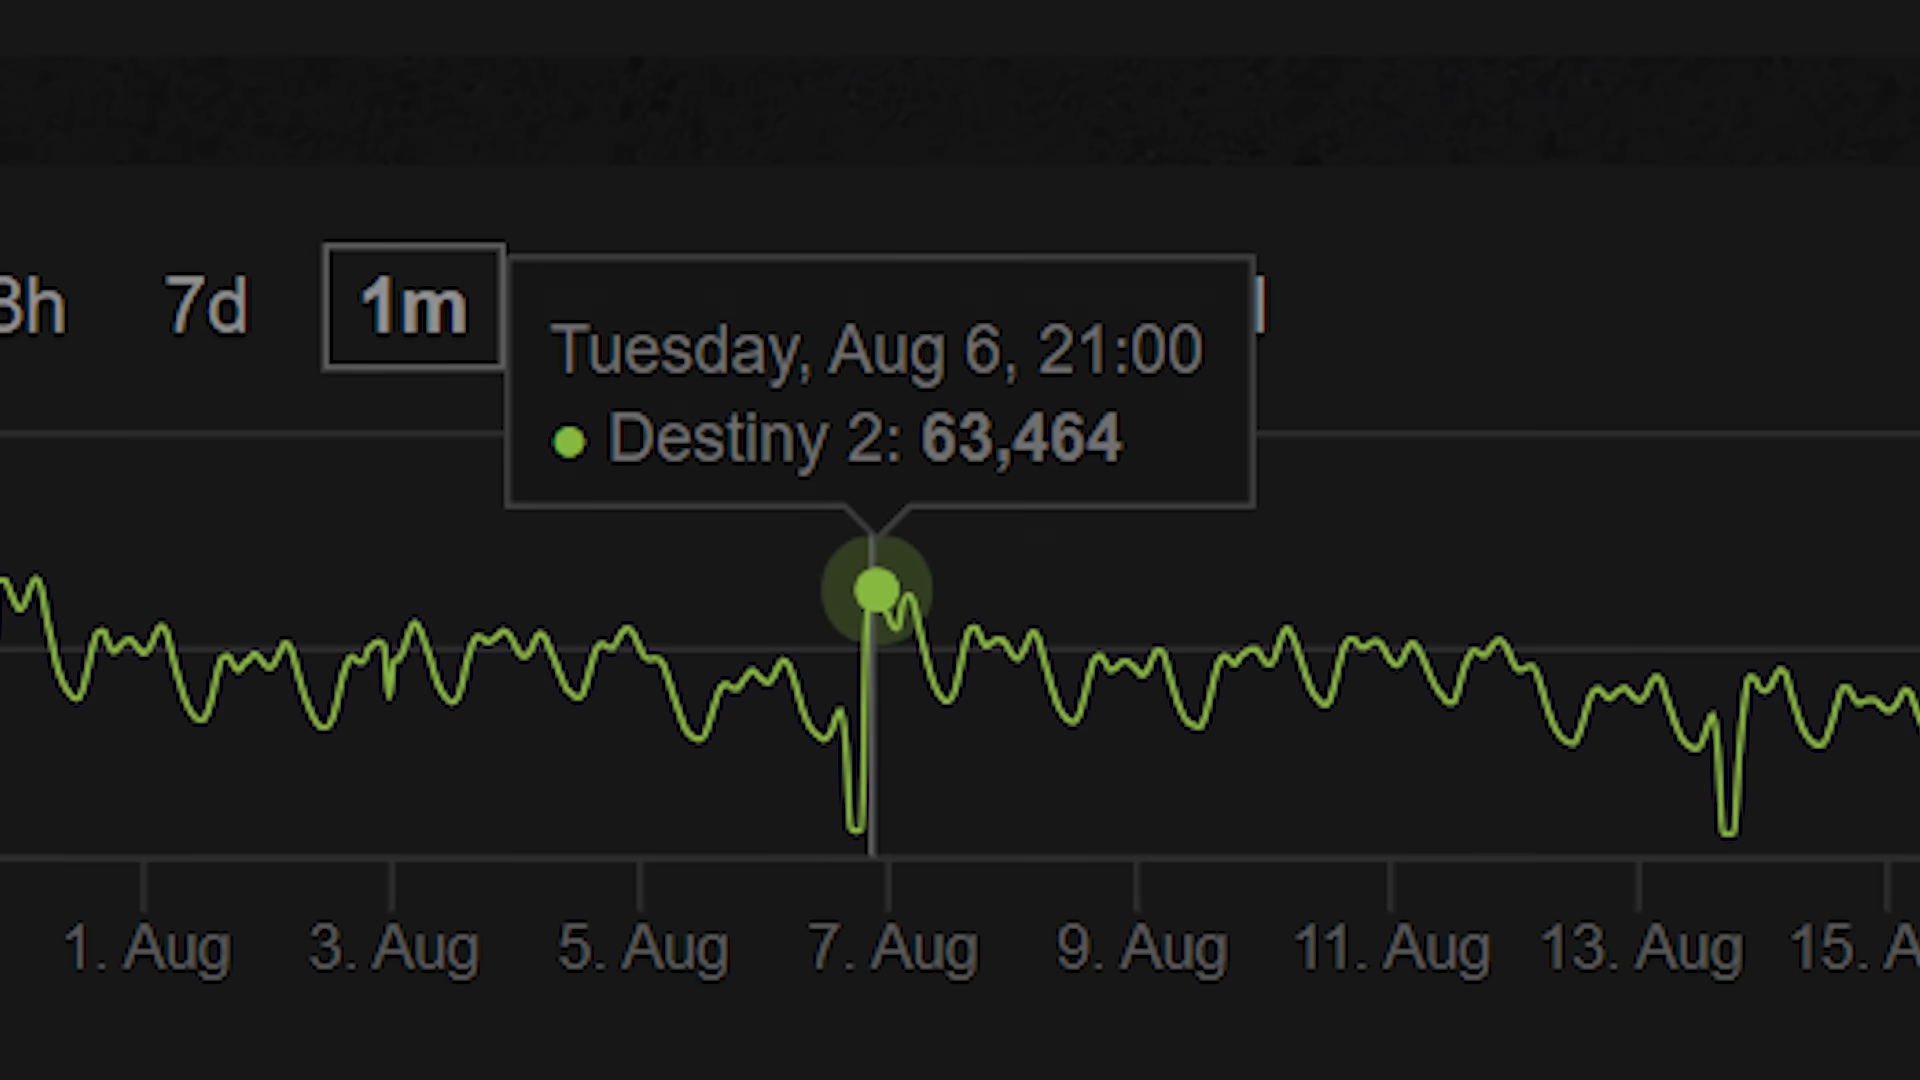 7d 1m
Tuesday, Aug 6, 21:00
Destiny 2: 63,464
1. Aug 3. Aug 5. Aug 7. Aug 9. Aug 11. Aug 13. Aug 15.